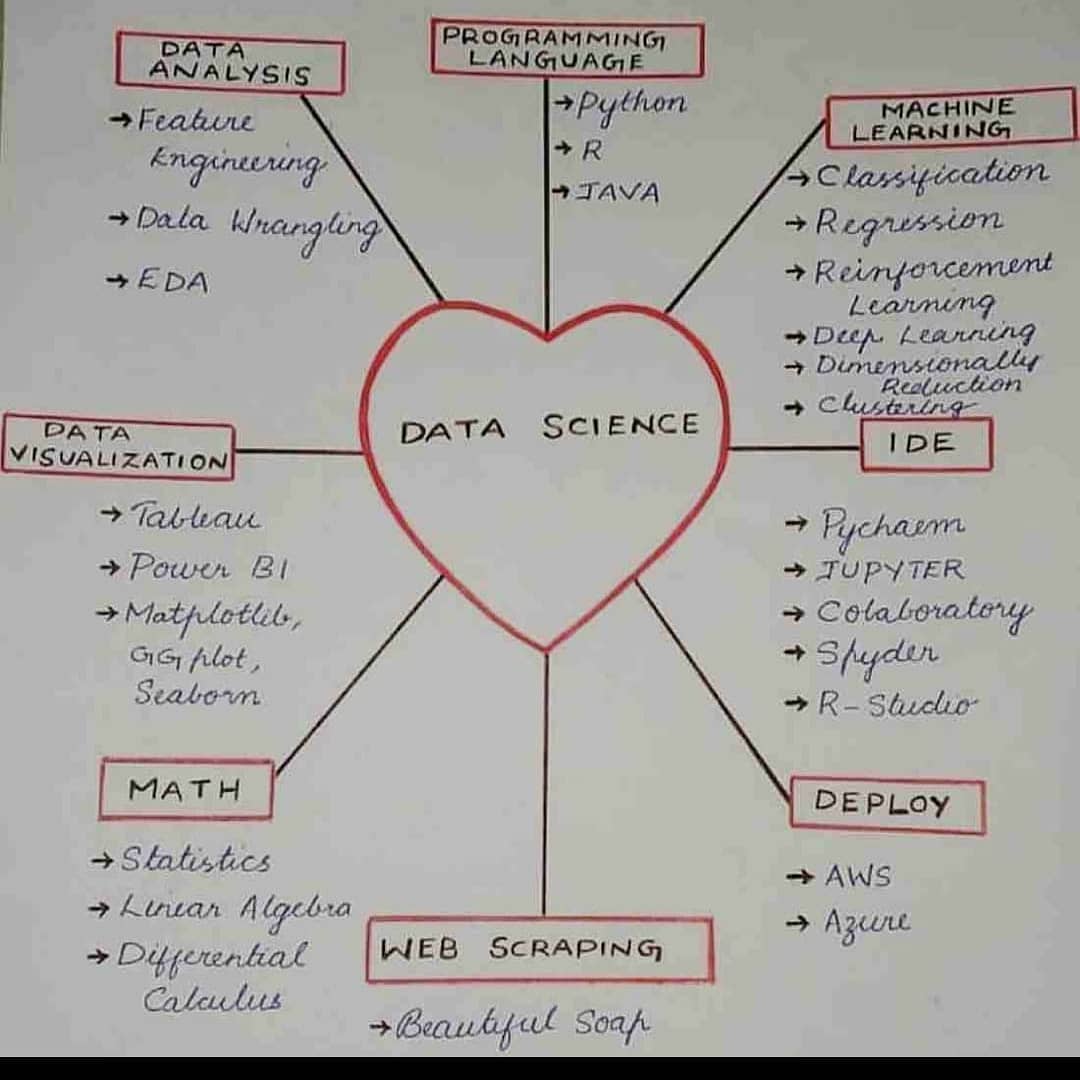 DATA
ANALYSIS
→ Feature
Engineering
→ Data Wrangling
→ EDA
PROGRAMMING
LANGUAGE
→ Python
→ R
→ JAVA
MACHINE
LEARNING
→ Classification
→ Regression
→ Reinforcement
Learning
→ Deep Learning
→ Dimensionally
Reduction
→ Clustering
DATA SCIENCE
DATA
VISUALIZATION
→ Tableau
→ Power BI
→ Matplotlib,
GG plot,
Seaborn
IDE
→ Pychaem
→ JUPYTER
→ Colaboratory
→ Spyder
→ R-Studio
MATH
→ Statistics
→ Linear Algebra
→ Differential
Calculus
WEB SCRAPING
→ Beautiful Soap
DEPLOY
→ AWS
→ Azure